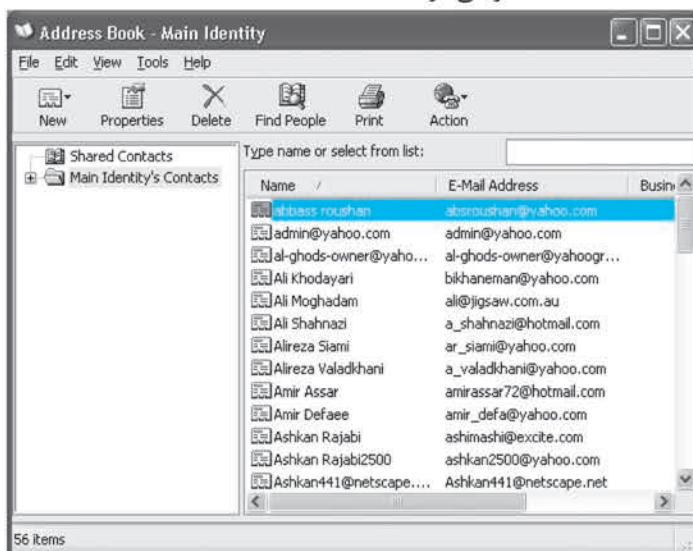 Address Book - Main Identity
File Edit View Tools Help
New Properties Delete Find People Print Action
Shared Contacts
Main Identity's Contacts
Type name or select from list:
Name / E-Mail Address Busin
abbass roushan absroushan@yahoo.com
admin@yahoo.com admin@yahoo.com
al-ghods-owner@yaho... al-ghods-owner@yahoogr...
Ali Khodayari bikhaneman@yahoo.com
Ali Moghadam ali@jigsaw.com.au
Ali Shahnazi a_shahnazi@hotmail.com
Alireza Siami ar_siami@yahoo.com
Alireza Valadkhani a_valadkhani@yahoo.com
Amir Assar amirassar72@hotmail.com
Amir Defaee amir_defa@yahoo.com
Ashkan Rajabi ashimashi@excite.com
Ashkan Rajabi2500 ashkan2500@yahoo.com
Ashkan441@netscape.... Ashkan441@netscape.net
56 items